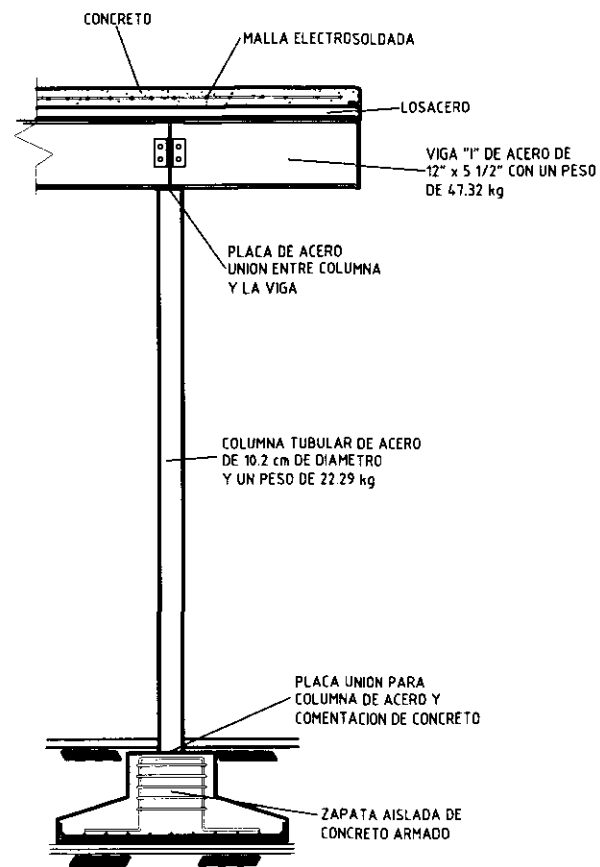 CONCRETO
MALLA ELECTROSOLDADA
LOSACERO
VIGA "I" DE ACERO DE
12" x 5 1/2" CON UN PESO
DE 47.32 kg
PLACA DE ACERO
UNION ENTRE COLUMNA
Y LA VIGA
COLUMNA TUBULAR DE ACERO
DE 10.2 cm DE DIAMETRO
Y UN PESO DE 22.29 kg
PLACA UNION PARA
COLUMNA DE ACERO Y
COMENTACION DE CONCRETO
ZAPATA AISLADA DE
CONCRETO ARMADO